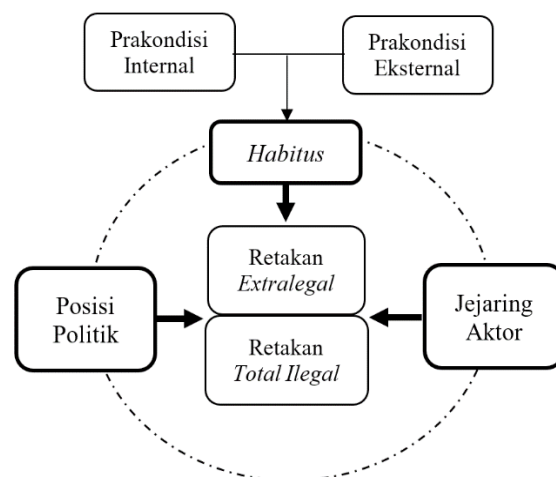 Prakondisi
Internal
Prakondisi
Eksternal
Habitus
Retakan
Extralegal
Posisi
Politik
Jejaring
Aktor
Retakan
Total Ilegal